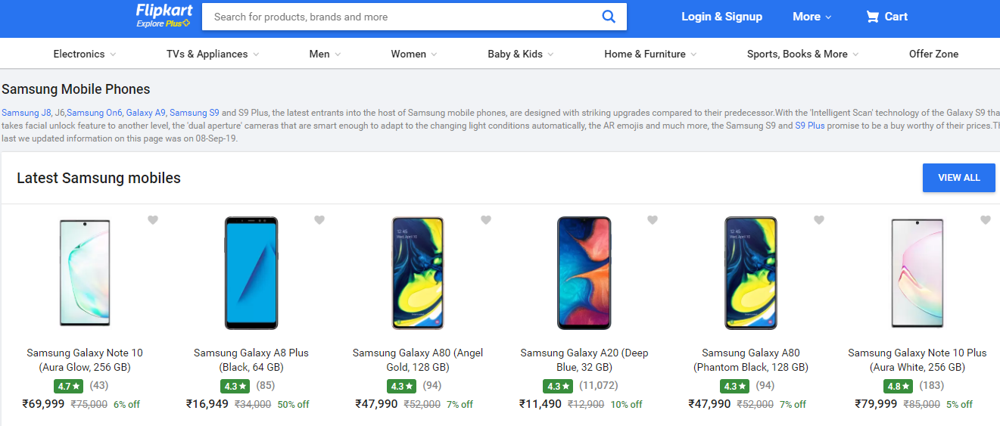 Flipkart
Explore Plus
Search for products, brands and more
Login & Signup
More
Cart
Electronics
TVs & Appliances
Men
Women
Baby & Kids
Home & Furniture
Sports, Books & More
Offer Zone
Samsung Mobile Phones
Samsung J8, J6,Samsung On6, Galaxy A9, Samsung S9 and S9 Plus, the latest entrants into the host of Samsung mobile phones, are designed with striking upgrades compared to their predecessor.With the 'Intelligent Scan' technology of the Galaxy S9 tha
takes facial unlock feature to another level, the 'dual aperture' cameras that are smart enough to adapt to the changing light conditions automatically, the AR emojis and much more, the Samsung S9 and S9 Plus promise to be a buy worthy of their prices.Th
last we updated information on this page was on 08-Sep-19.
Latest Samsung mobiles
VIEW ALL
Samsung Galaxy Note 10
(Aura Glow, 256 GB)
4.7★ (43)
₹69,999 ₹75,000 6% off
Samsung Galaxy A8 Plus
(Black, 64 GB)
4.3★ (85)
₹16,949 ₹34,000 50% off
Samsung Galaxy A80 (Angel
Gold, 128 GB)
4.3★ (94)
₹47,990 ₹52,000 7% off
Samsung Galaxy A20 (Deep
Blue, 32 GB)
4.3★ (11,072)
₹11,490 ₹12,900 10% off
Samsung Galaxy A80
(Phantom Black, 128 GB)
4.3★ (94)
₹47,990 ₹52,000 7% off
Samsung Galaxy Note 10 Plus
(Aura White, 256 GB)
4.8★ (183)
₹79,999 ₹85,000 5% off